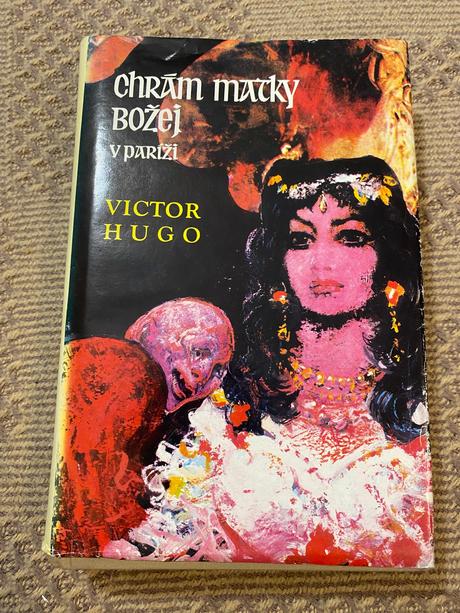 Chrám matky
Božej
v paríži
VICTOR
HUGO